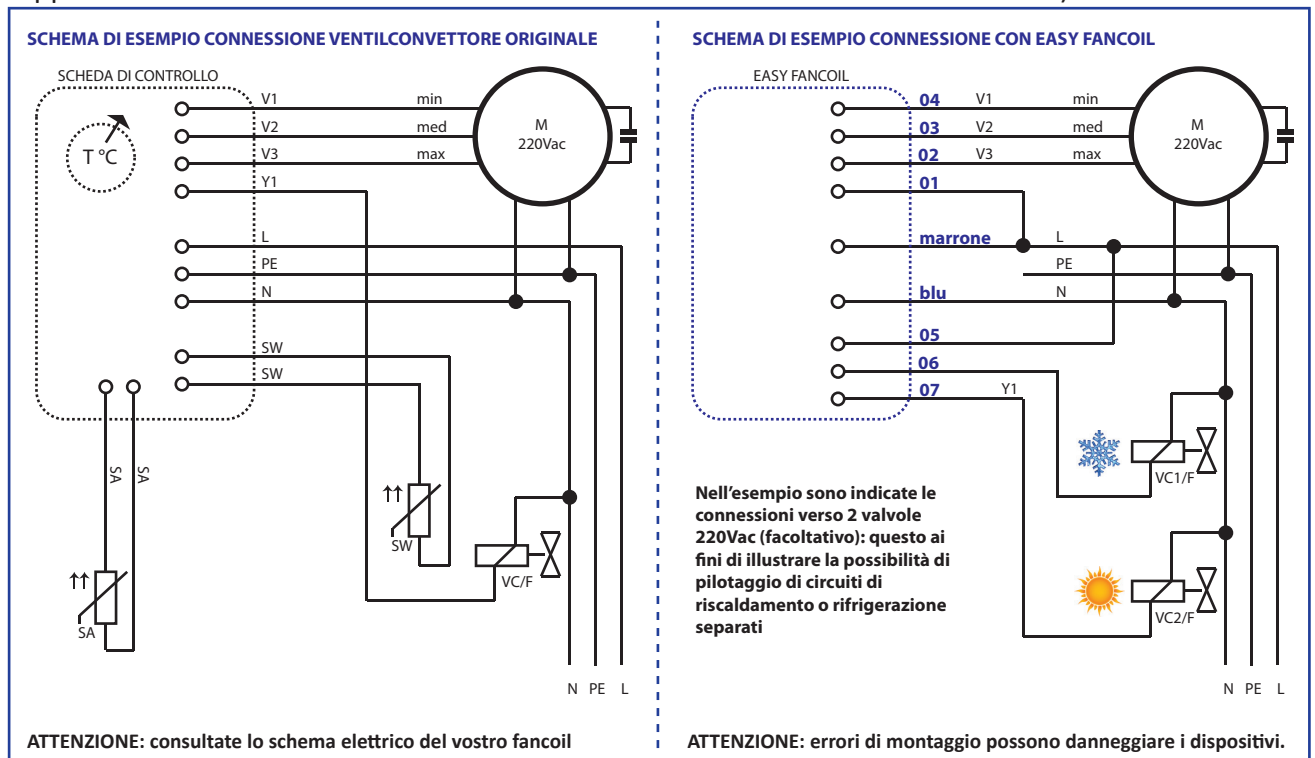 SCHEMA DI ESEMPIO CONNESSIONE VENTILCONVETTORE ORIGINALE
SCHEDA DI CONTROLLO
T °C
V1 min
V2 med
V3 max
Y1
L
PE
N
SW
SW
SA
SA
M
220Vac
SW
VC/F
SA
N PE L
ATTENZIONE: consultate lo schema elettrico del vostro fancoil
SCHEMA DI ESEMPIO CONNESSIONE CON EASY FANCOIL
EASY FANCOIL
04 V1 min
03 V2 med
02 V3 max
01
marrone L
PE
blu N
05
06
07 Y1
M
220Vac
VC1/F
VC2/F
Nell'esempio sono indicate le
connessioni verso 2 valvole
220Vac (facoltativo): questo ai
fini di illustrare la possibilità di
pilotaggio di circuiti di
riscaldamento o rifrigerazione
separati
N PE L
ATTENZIONE: errori di montaggio possono danneggiare i dispositivi.